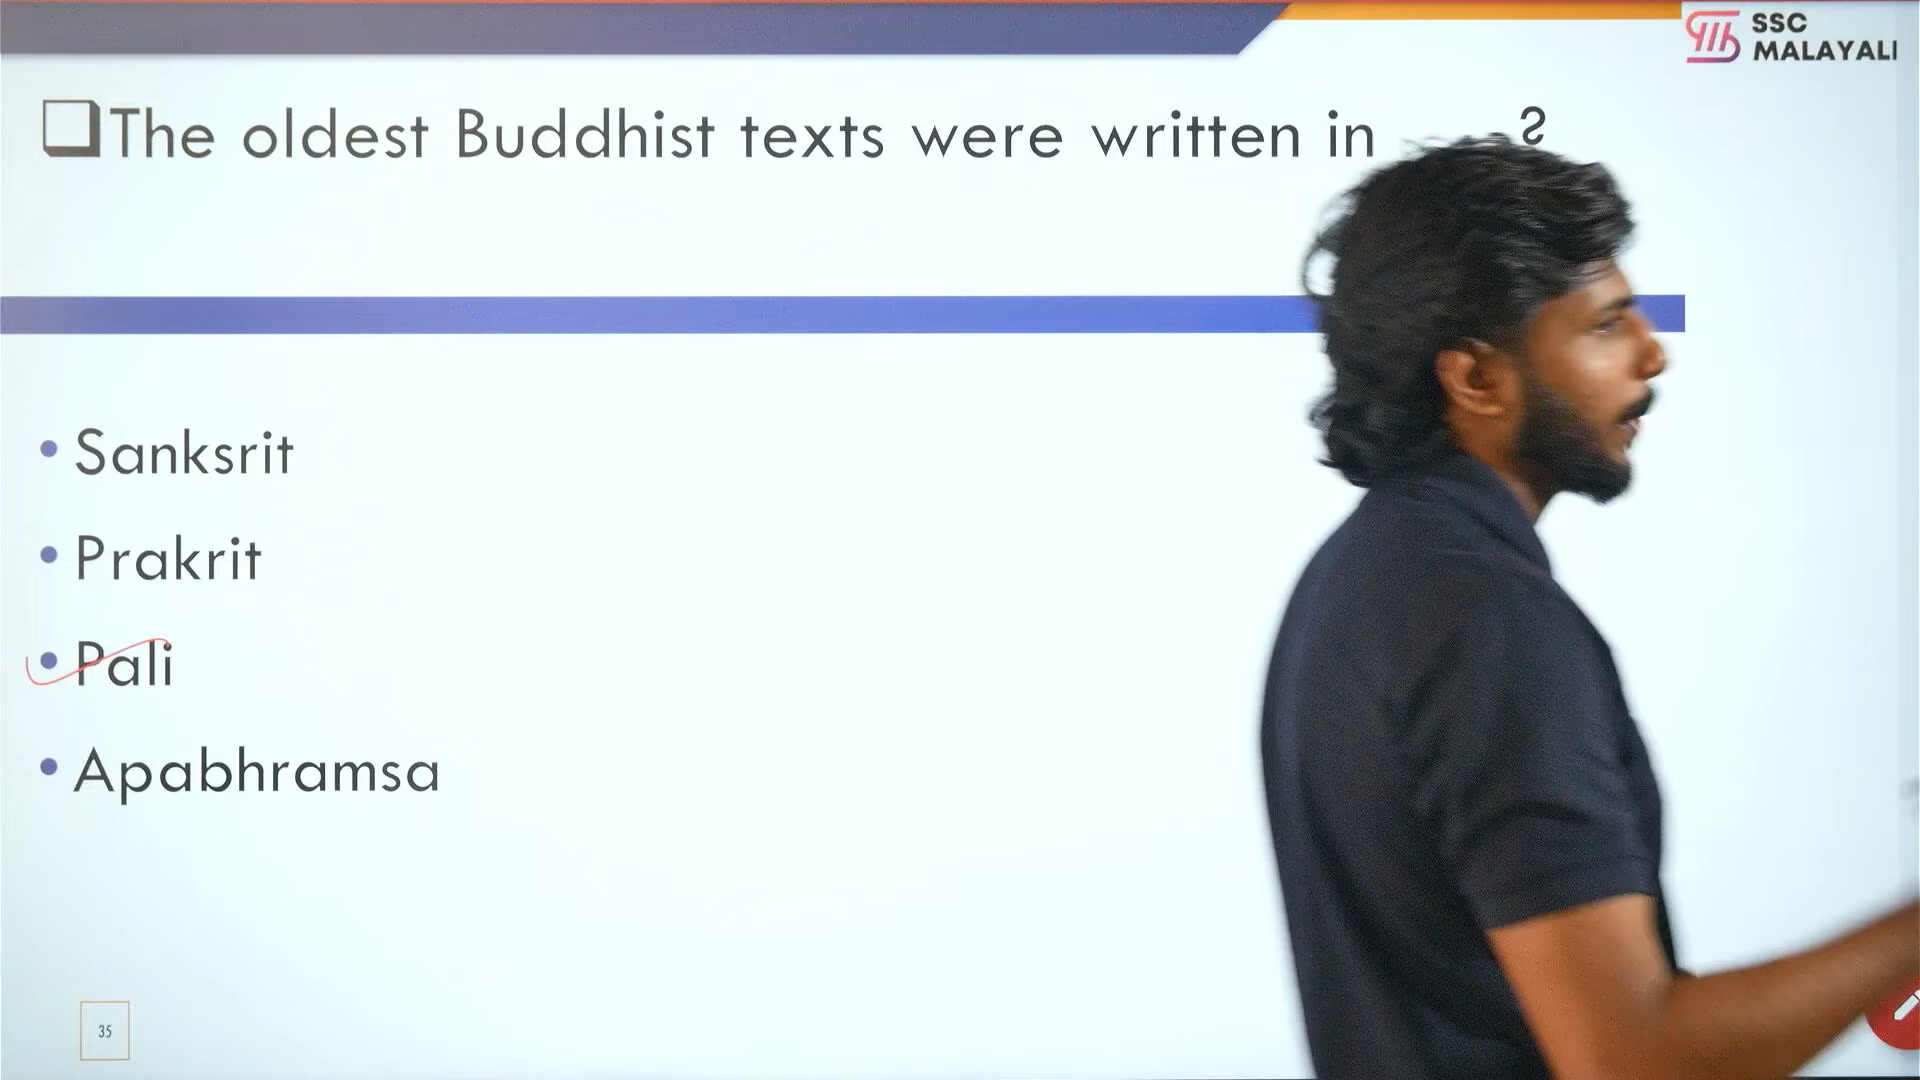 SSC
MALAYALI
The oldest Buddhist texts were written in ?
Sanksrit
Prakrit
Pali
Apabhramsa
35